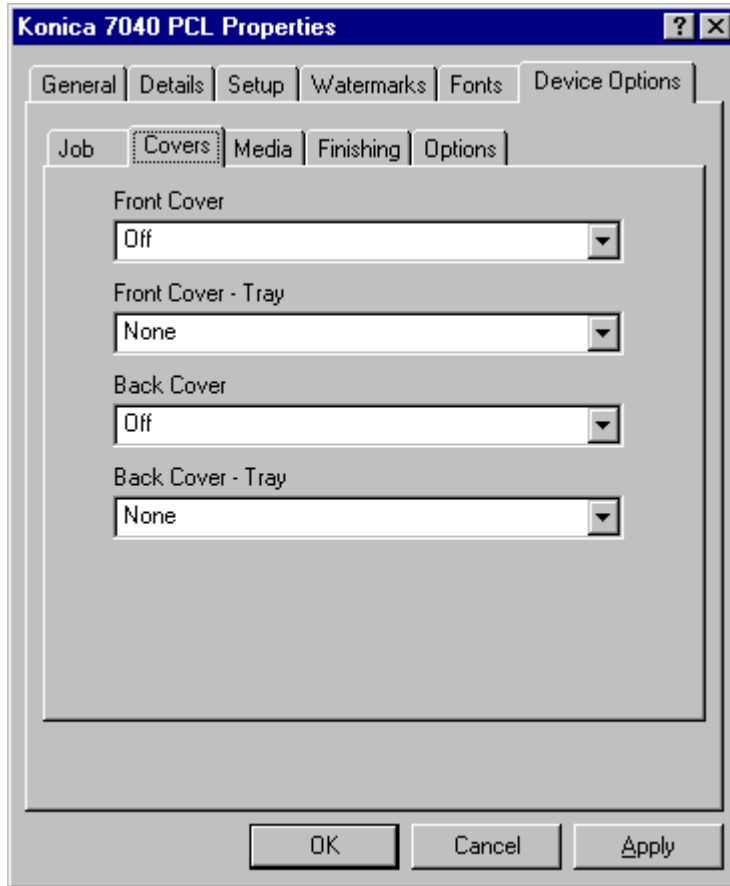 Konica 7040 PCL Properties ?
General Details Setup Watermarks Fonts Device Options
Job Covers Media Finishing Options
Front Cover
Off
Front Cover - Tray
None
Back Cover
Off
Back Cover - Tray
None
OK Cancel Apply